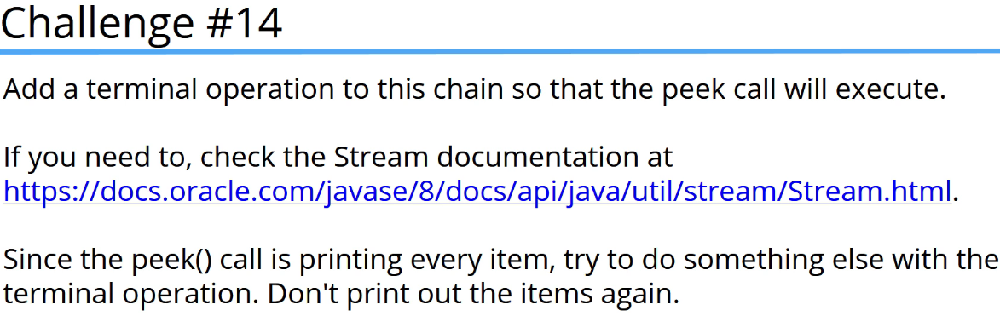 Challenge #14
Add a terminal operation to this chain so that the peek call will execute.
If you need to, check the Stream documentation at
https://docs.oracle.com/javase/8/docs/api/java/util/stream/Stream.html.
Since the peek() call is printing every item, try to do something else with the
terminal operation. Don't print out the items again.